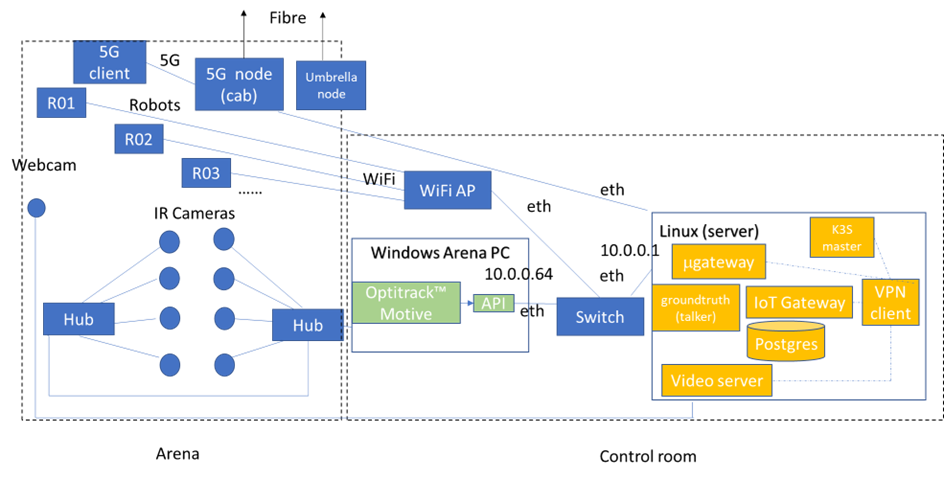 Fibre
5G
client
5G
5G node
(cab)
Umbrella
node
R01
Robots
R02
Webcam
R03
......
WiFi
WiFi AP
eth
eth
IR Cameras
Hub
Hub
Windows Arena PC
10.0.0.64
Optitrack™
Motive
API
eth
Switch
10.0.0.1
eth
Linux (server)
K3S
master
µgateway
groundtruth
(talker)
IoT Gateway
VPN
client
Postgres
Video server
Arena
Control room